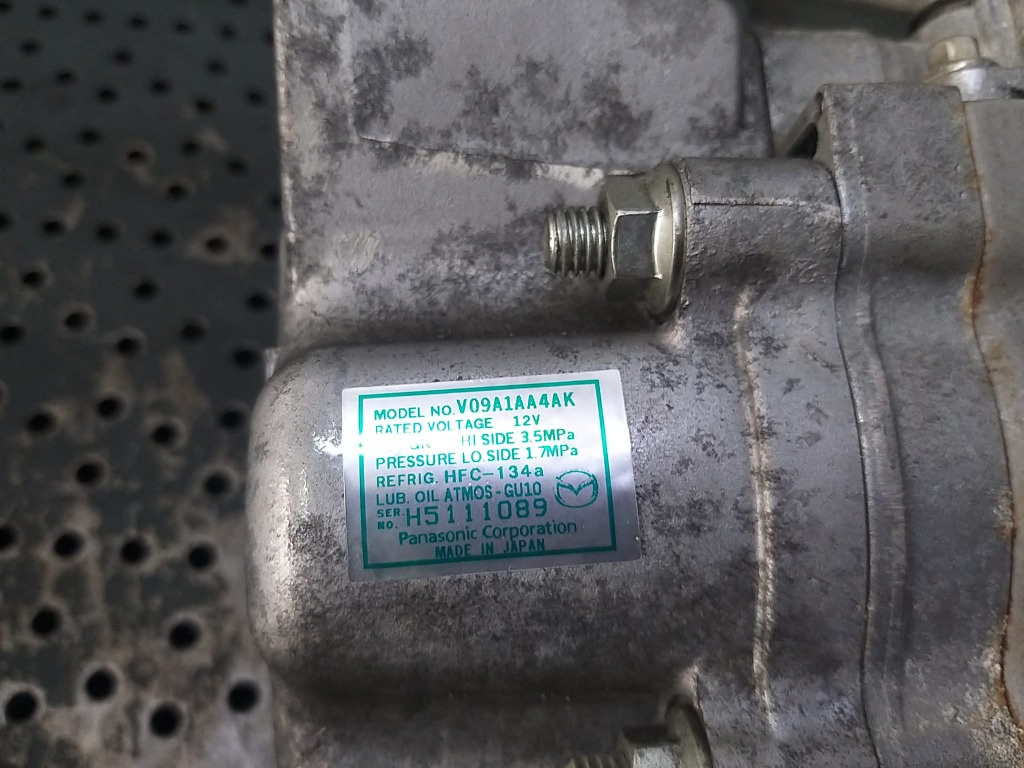 MODEL NO. V09A1AA4AK
RATED VOLTAGE 12V
HI SIDE 3.5MPa
PRESSURE LO.SIDE 1.7MPa
REFRIG. HFC-134a
LUB. OIL ATMOS-GU10
SER. NO. H5111089
Panasonic Corporation
MADE IN JAPAN